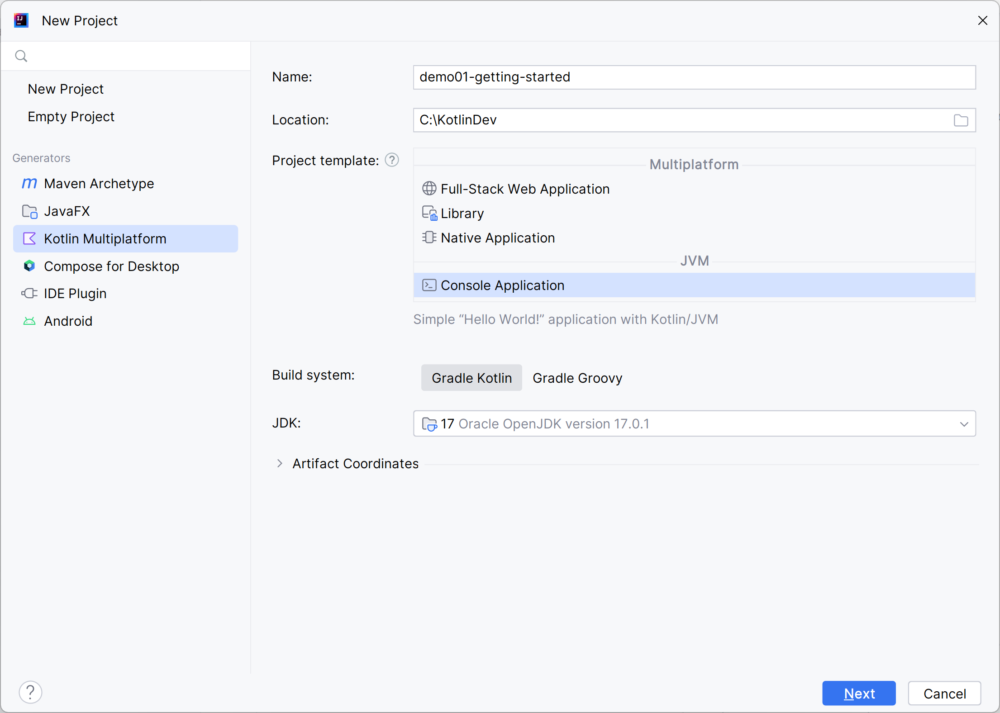 New Project
New Project
Empty Project
Generators
Maven Archetype
JavaFX
Kotlin Multiplatform
Compose for Desktop
IDE Plugin
Android
Name: demo01-getting-started
Location: C:\KotlinDev
Project template: ?
Multiplatform
Full-Stack Web Application
Library
Native Application
JVM
Console Application
Simple “Hello World!” application with Kotlin/JVM
Build system: Gradle Kotlin Gradle Groovy
JDK: 17 Oracle OpenJDK version 17.0.1
Artifact Coordinates
? Next Cancel